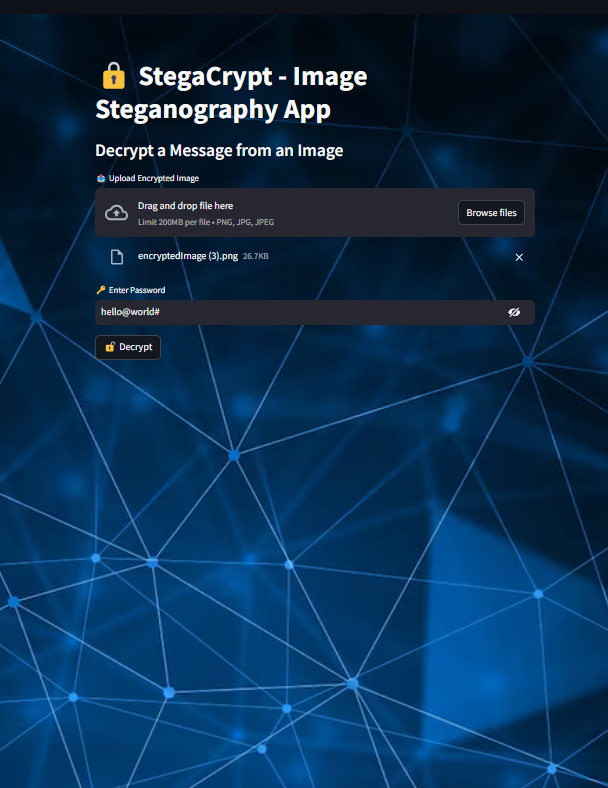 StegaCrypt - Image
Steganography App
Decrypt a Message from an Image
Upload Encrypted Image
Drag and drop file here
Limit 200MB per file • PNG, JPG, JPEG
Browse files
encryptedImage (3).png 26.7KB
Enter Password
hello@world#
Decrypt